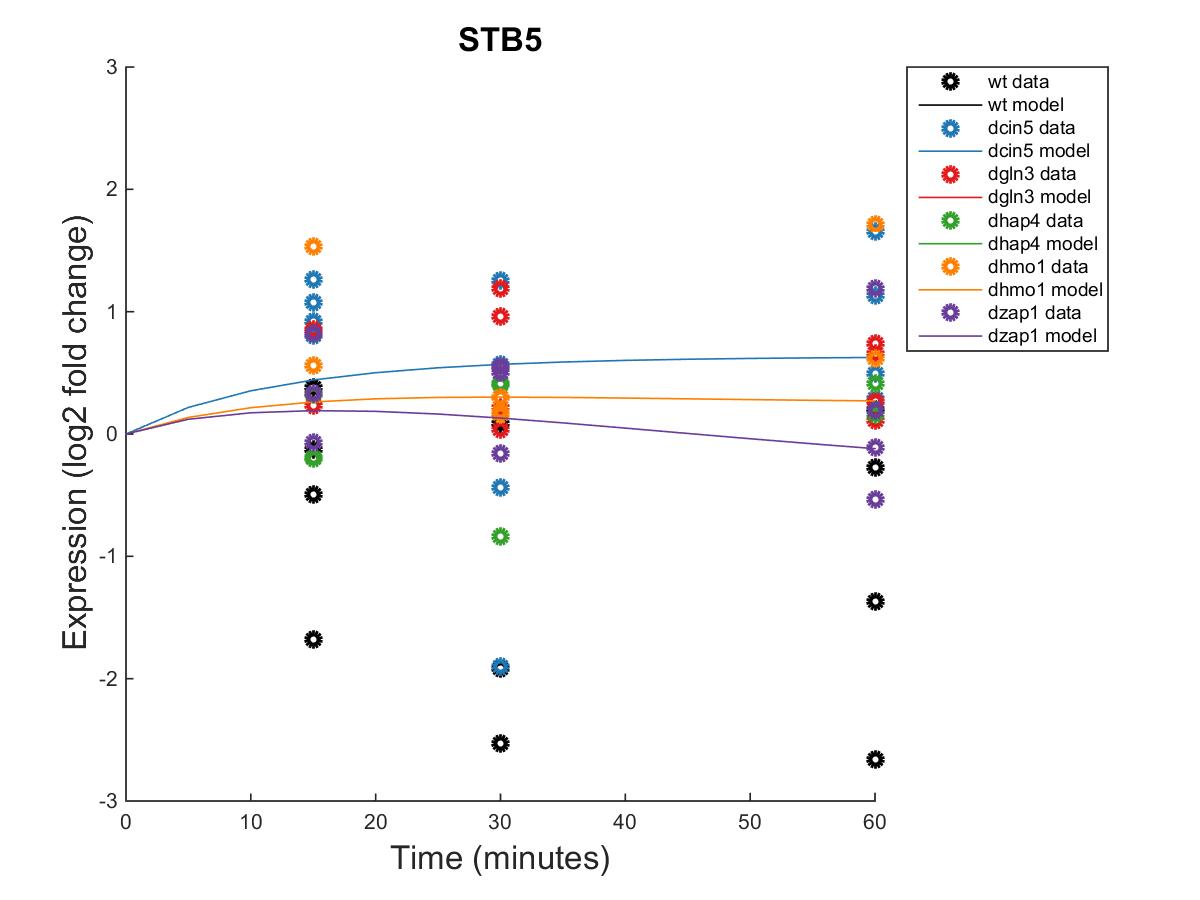 STB5
Expression (log2 fold change)
3
2
1
0
-1
-2
-3
0 10 20 30 40 50 60
Time (minutes)
wt data
wt model
dcin5 data
dcin5 model
dgln3 data
dgln3 model
dhap4 data
dhap4 model
dhmo1 data
dhmo1 model
dzap1 data
dzap1 model